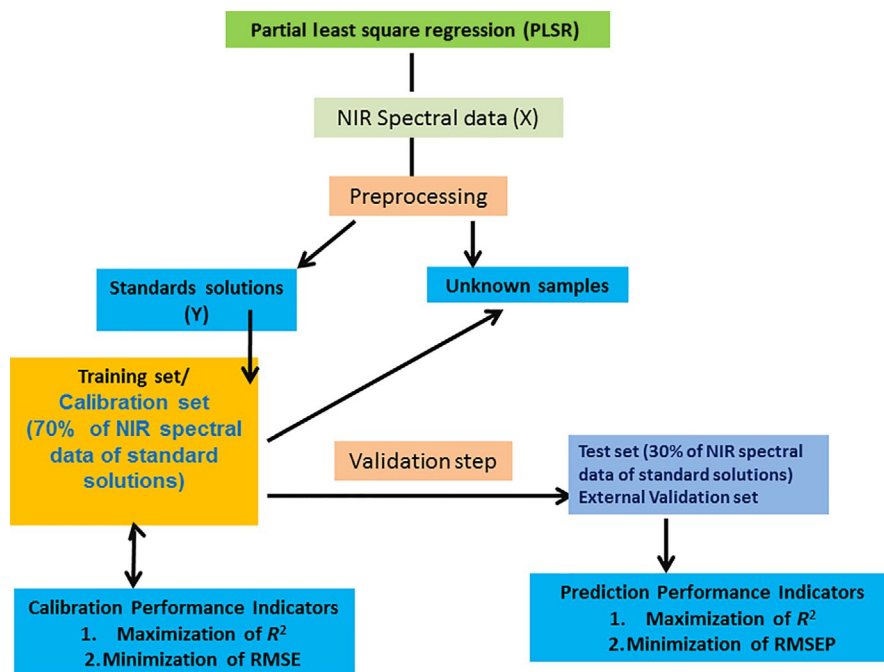 Partial least square regression (PLSR)
NIR Spectral data (X)
Preprocessing
Standards solutions
(Y)
Unknown samples
Training set/
Calibration set
(70% of NIR spectral
data of standard
solutions)
Validation step
Test set (30% of NIR spectral
data of standard solutions)
External Validation set
Calibration Performance Indicators
1. Maximization of R²
2.Minimization of RMSE
Prediction Performance Indicators
1. Maximization of R²
2.Minimization of RMSEP